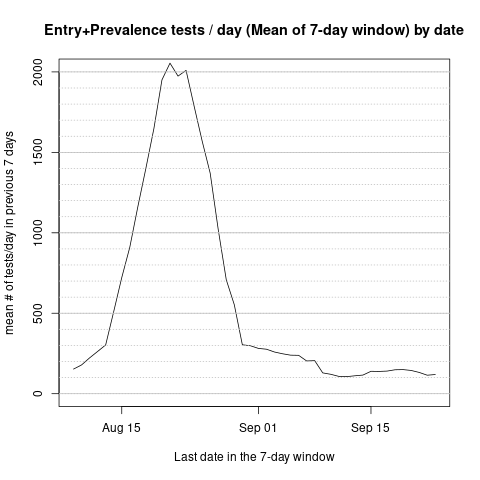 Entry+Prevalence tests / day (Mean of 7-day window) by date
mean # of tests/day in previous 7 days
2000
1500
1000
500
0
Aug 15 Sep 01 Sep 15
Last date in the 7-day window